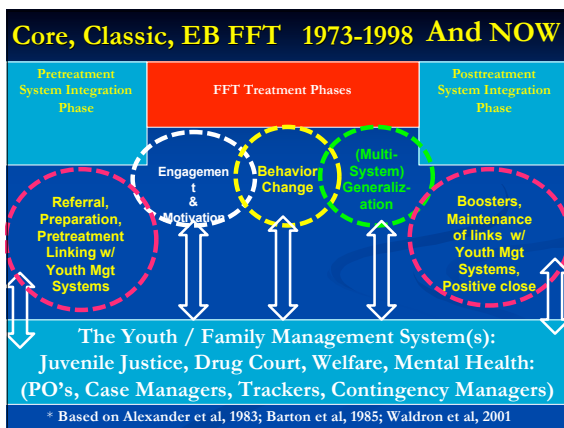 Core, Classic, EB FFT 1973-1998 And NOW
Pretreatment
System Integration
Phase
FFT Treatment Phases
Posttreatment
System Integration
Phase
Referral,
Preparation,
Pretreatment
Linking w/
Youth Mgt
Systems
Engagemen
t
&
Motivation
Behavior
Change
(Multi-
System)
Generaliz-
ation
Boosters,
Maintenance
of links w/
Youth Mgt
Systems,
Positive close
The Youth / Family Management System(s):
Juvenile Justice, Drug Court, Welfare, Mental Health:
(PO's, Case Managers, Trackers, Contingency Managers)
* Based on Alexander et al, 1983; Barton et al, 1985; Waldron et al, 2001